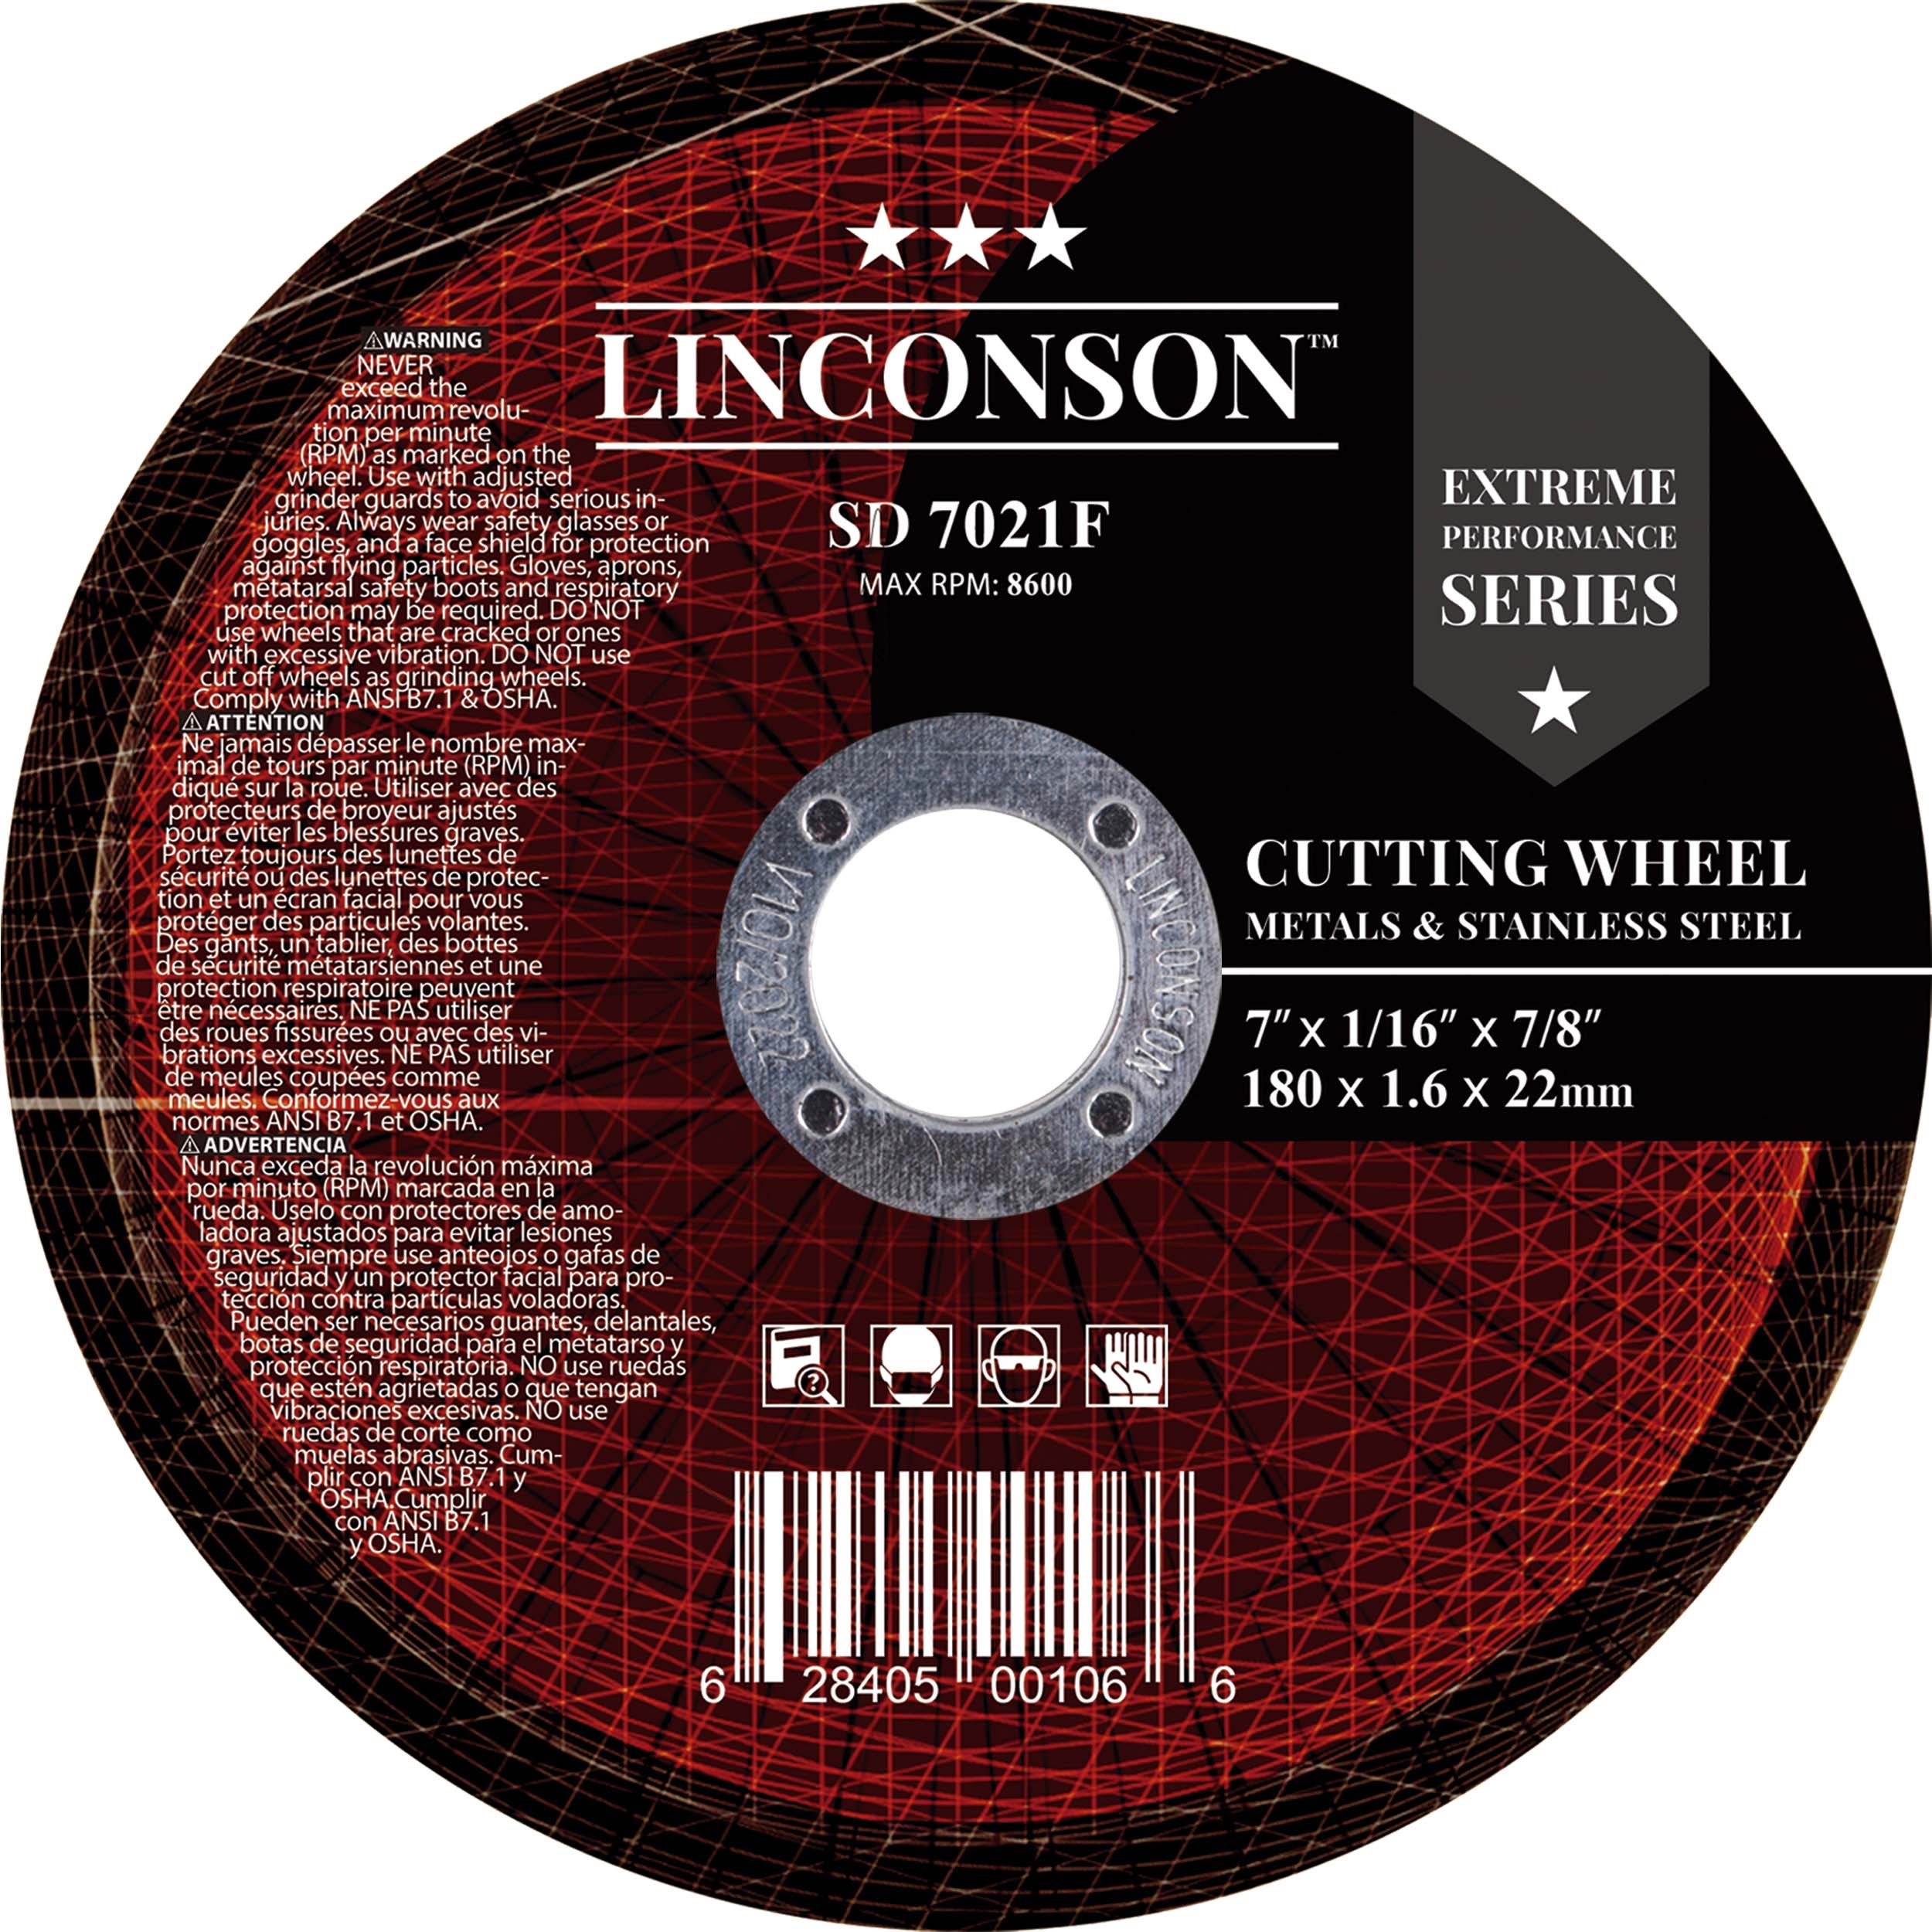 LINCONSON™
SD 7021F
MAX RPM: 8600
EXTREME
PERFORMANCE
SERIES
⚠WARNING
NEVER
exceed the
maximum revolu-
tion per minute
(RPM) as marked on the
wheel. Use with adjusted
grinder guards to avoid serious in-
juries. Always wear safety glasses or
goggles, and a face shield for protection
against flying particles. Gloves, aprons,
metatarsal safety boots and respiratory
protection may be required. DO NOT
use wheels that are cracked or ones
with excessive vibration. DO NOT use
cut off wheels as grinding wheels.
Comply with ANSI B7.1 & OSHA.
⚠ ATTENTION
Ne jamais dépasser le nombre max-
imal de tours par minute (RPM) in-
diqué sur la roue. Utiliser avec des
protecteurs de broyeur ajustés
pour éviter les blessures graves.
Portez toujours des lunettes de
sécurité ou des lunettes de protec-
tion et un écran facial pour vous
protéger des particules volantes.
Des gants, un tablier, des bottes
de sécurité métatarsiennes et une
protection respiratoire peuvent
être nécessaires. NE PAS utiliser
des roues fissurées ou avec des vi-
brations excessives. NE PAS utiliser
de meules coupées comme
meules. Conformez-vous aux
normes ANSI B7.1 et OSHA.
⚠ ADVERTENCIA
Nunca exceda la revolución máxima
por minuto (RPM) marcada en la
rueda. Úselo con protectores de amo-
ladora ajustados para evitar lesiones
graves. Siempre use anteojos o gafas de
seguridad y un protector facial para pro-
tección contra partículas voladoras.
Pueden ser necesarios guantes, delantales,
botas de seguridad para el metatarso y
protección respiratoria. NO use ruedas
que estén agrietadas o que tengan
vibraciones excesivas. NO use
ruedas de corte como
muelas abrasivas. Cum-
plir con ANSI B7.1 y
OSHA.Cumplir
con ANSI B7.1
y OSHA.
V10/2022
LINCONSON
CUTTING WHEEL
METALS & STAINLESS STEEL
7" x 1/16" x 7/8"
180 x 1.6 x 22mm
?
6 28405 00106 6